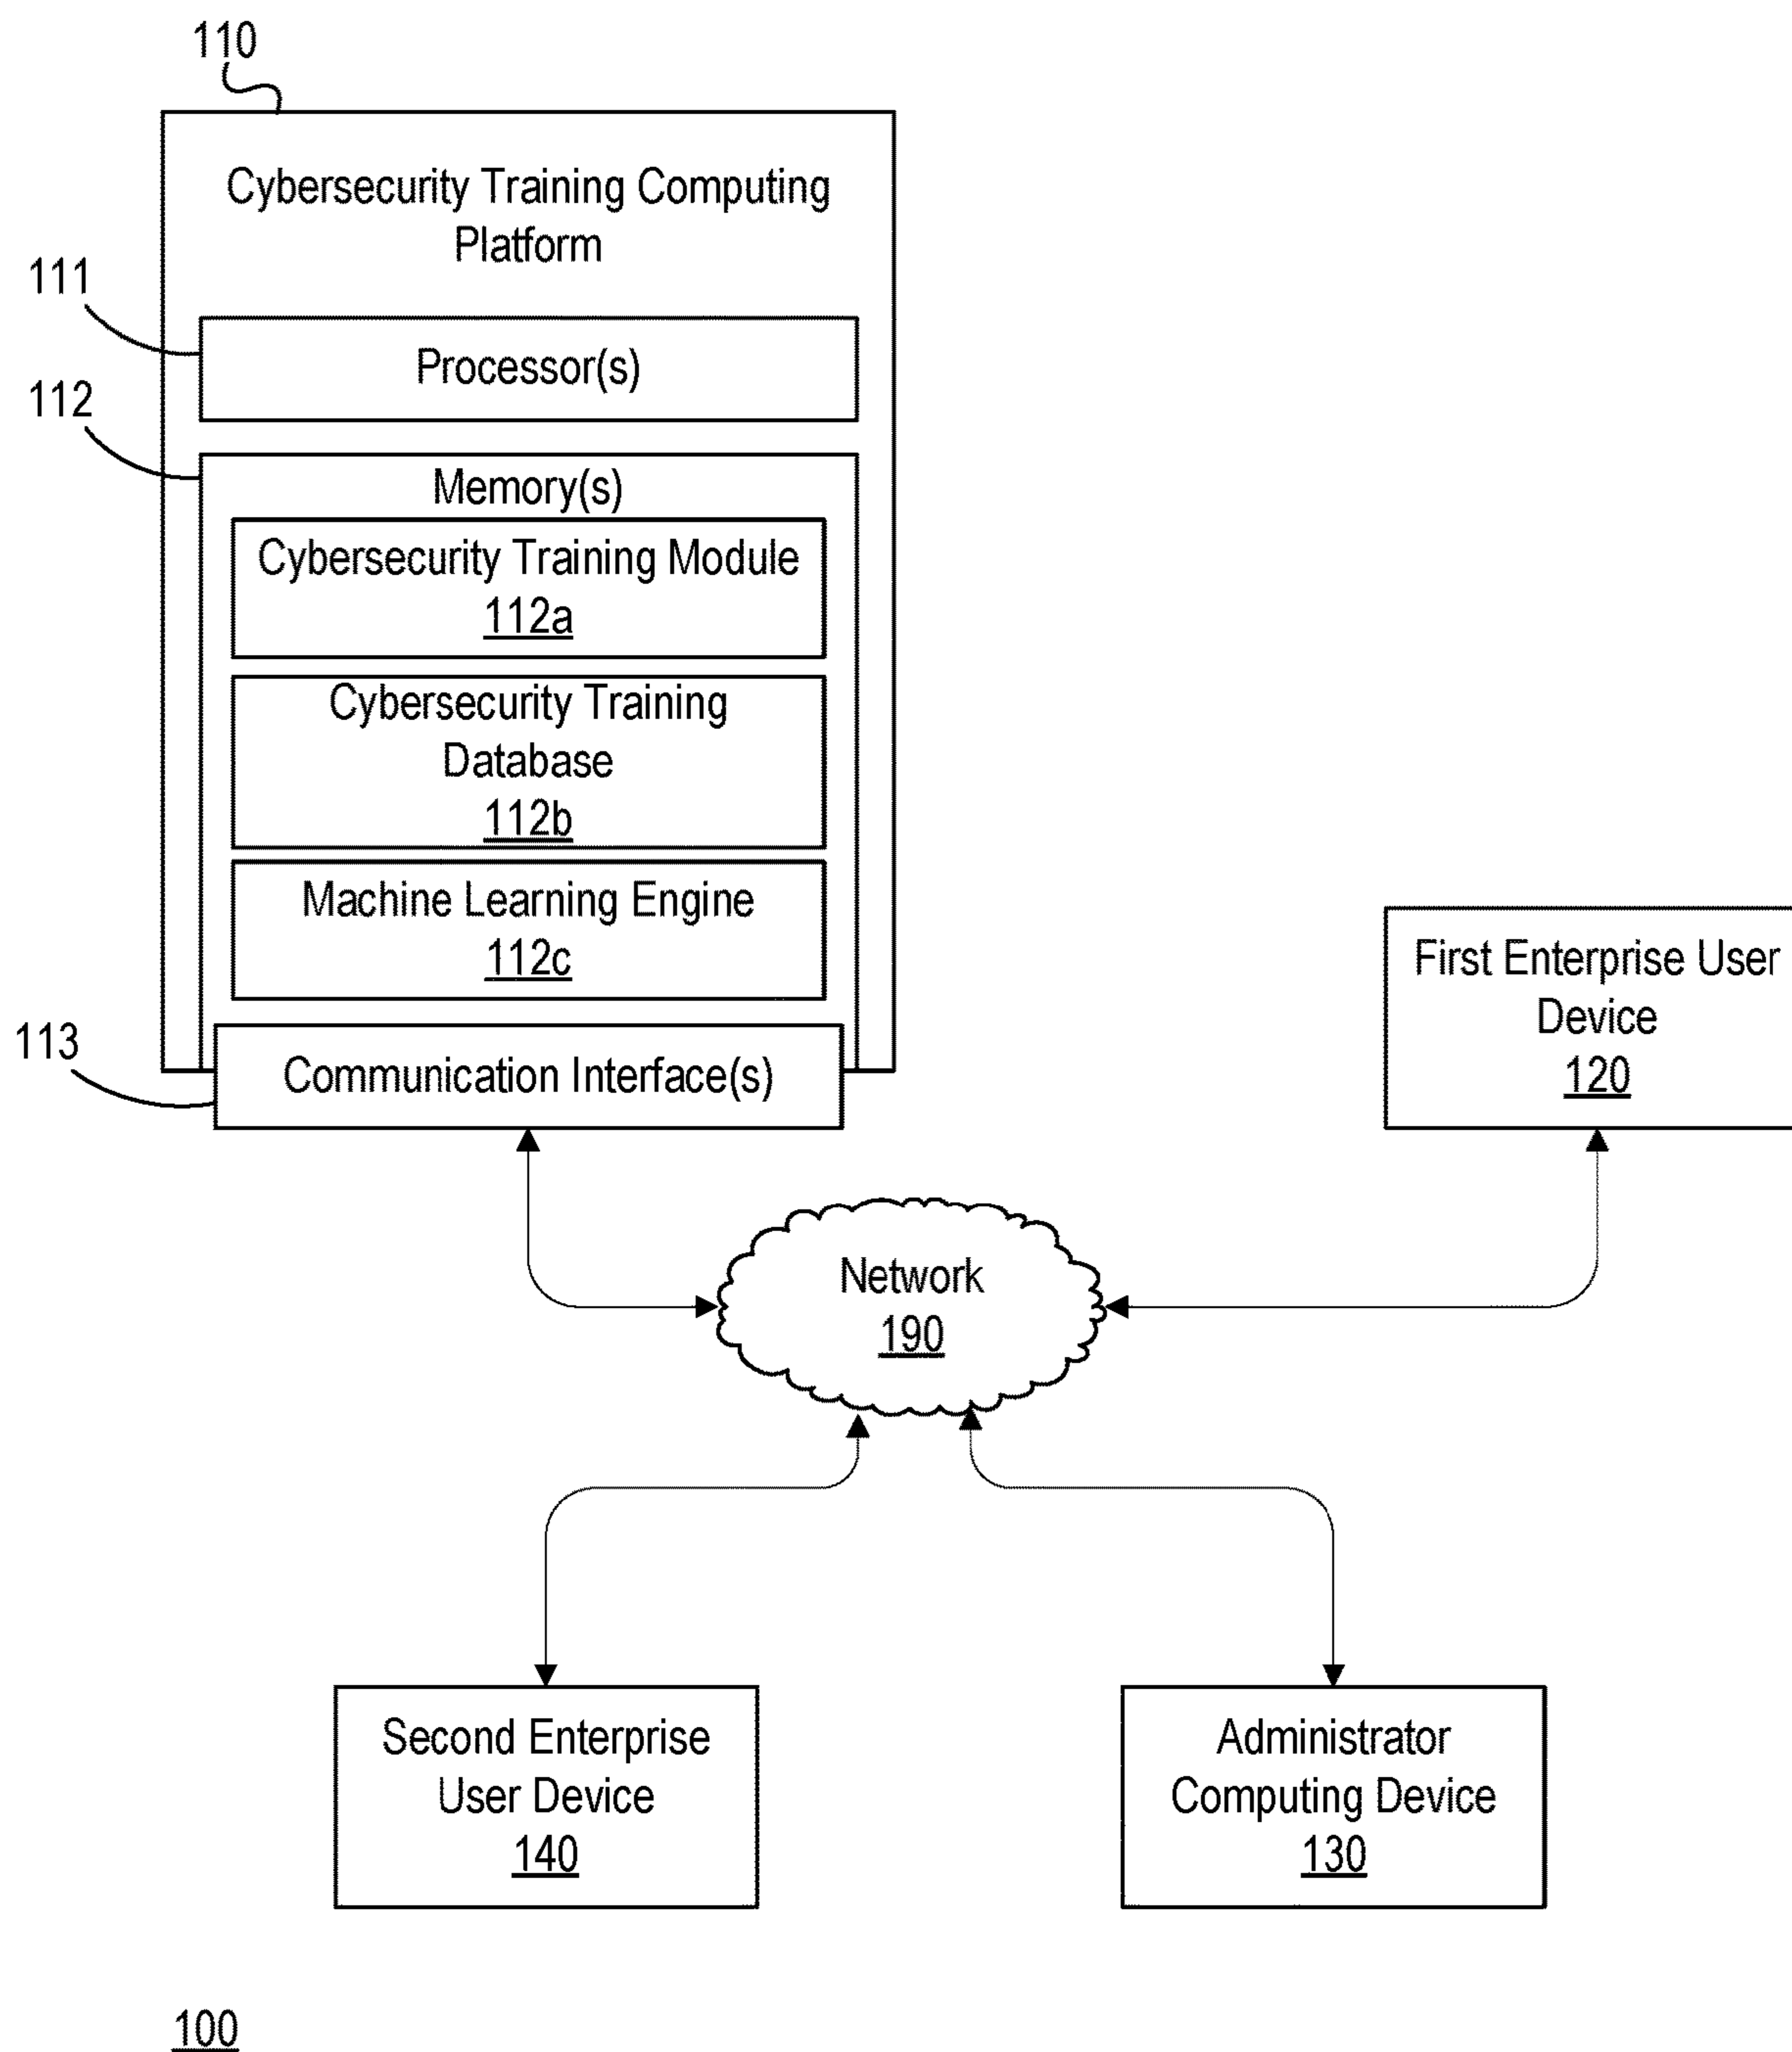 110
Cybersecurity Training Computing
Platform
111
Processor(s)
112
Memory(s)
Cybersecurity Training Module
112a
Cybersecurity Training
Database
112b
Machine Learning Engine
112c
113
Communication Interface(s)
First Enterprise User
Device
120
Network
190
Second Enterprise
User Device
140
Administrator
Computing Device
130
100